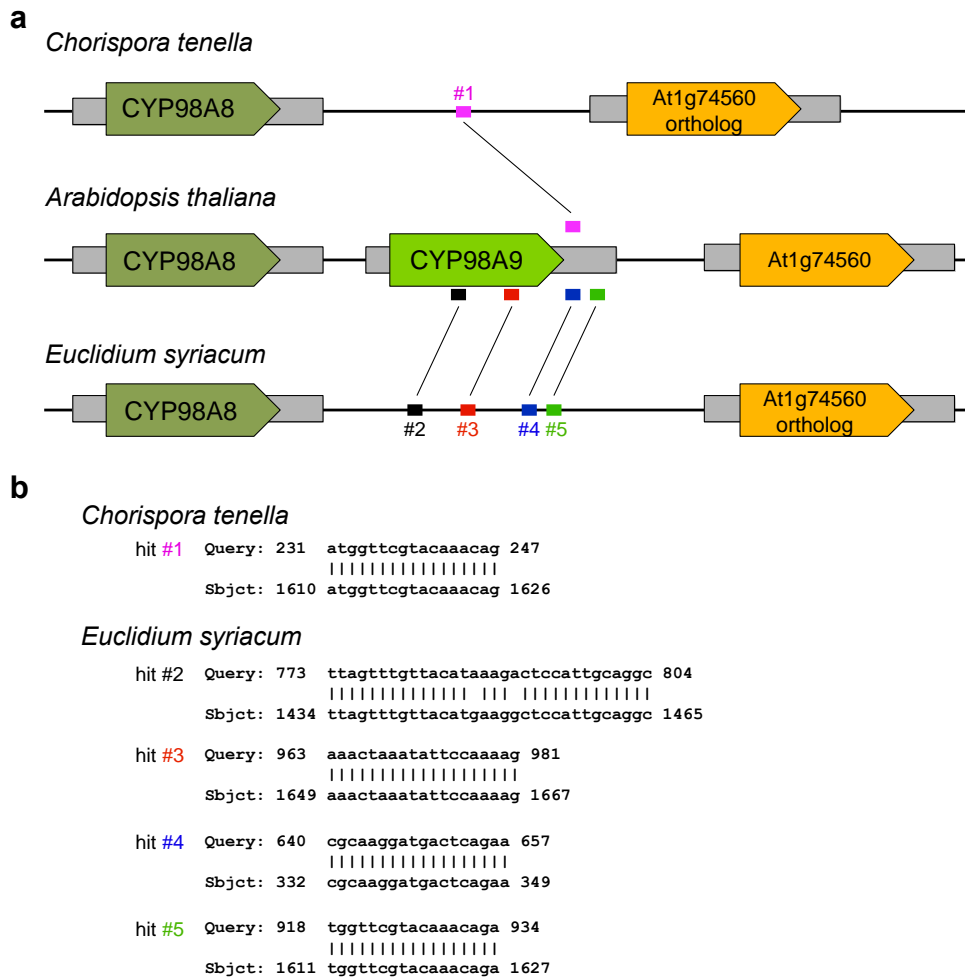 a
Chorispora tenella
CYP98A8
#1
At1g74560
ortholog
Arabidopsis thaliana
CYP98A8
CYP98A9
At1g74560
Euclidium syriacum
CYP98A8
#2
#3
#4
#5
At1g74560
ortholog
b
Chorispora tenella
hit #1 Query: 231 atggttcgtacaaacag 247
|||||||||||||||||
Sbjct: 1610 atggttcgtacaaacag 1626
Euclidium syriacum
hit #2 Query: 773 ttagtttgttacataaagactccattgcaggc 804
|||||||||||||| ||| |||||||||||||
Sbjct: 1434 ttagtttgttacatgaaggctccattgcaggc 1465
hit #3 Query: 963 aaactaaatattccaaaag 981
|||||||||||||||||||
Sbjct: 1649 aaactaaatattccaaaag 1667
hit #4 Query: 640 cgcaaggatgactcagaa 657
||||||||||||||||||
Sbjct: 332 cgcaaggatgactcagaa 349
hit #5 Query: 918 tggttcgtacaaacaga 934
|||||||||||||||||
Sbjct: 1611 tggttcgtacaaacaga 1627